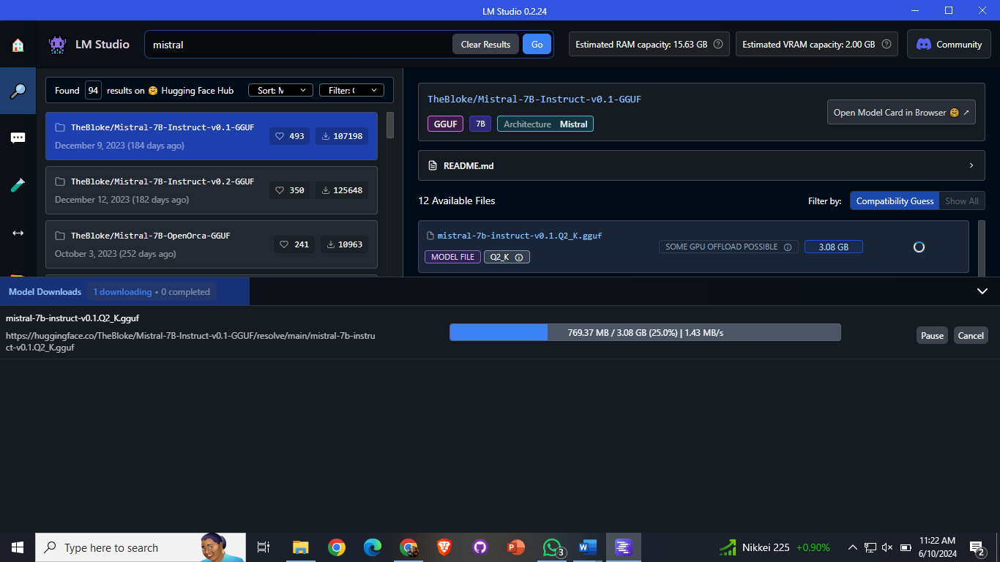 LM Studio 0.2.24
LM Studio
mistral
Clear Results
Go
Estimated RAM capacity: 15.63 GB
Estimated VRAM capacity: 2.00 GB
Community
Found 94 results on Hugging Face Hub
Sort: M
Filter: C
TheBloke/Mistral-7B-Instruct-v0.1-GGUF
493
107198
December 9, 2023 (184 days ago)
TheBloke/Mistral-7B-Instruct-v0.2-GGUF
350
125648
December 12, 2023 (182 days ago)
TheBloke/Mistral-7B-OpenOrca-GGUF
241
10963
October 3, 2023 (252 days ago)
TheBloke/Mistral-7B-Instruct-v0.1-GGUF
GGUF
7B
Architecture Mistral
Open Model Card in Browser
README.md
12 Available Files
Filter by:
Compatibility Guess
Show All
mistral-7b-instruct-v0.1.Q2_K.gguf
MODEL FILE
Q2_K
SOME GPU OFFLOAD POSSIBLE
3.08 GB
Model Downloads
1 downloading • 0 completed
mistral-7b-instruct-v0.1.Q2_K.gguf
https://huggingface.co/TheBloke/Mistral-7B-Instruct-v0.1-GGUF/resolve/main/mistral-7b-instru
ct-v0.1.Q2_K.gguf
769.37 MB / 3.08 GB (25.0%) | 1.43 MB/s
Pause
Cancel
Type here to search
3
Nikkei 225 +0.90%
11:22 AM
6/10/2024
2